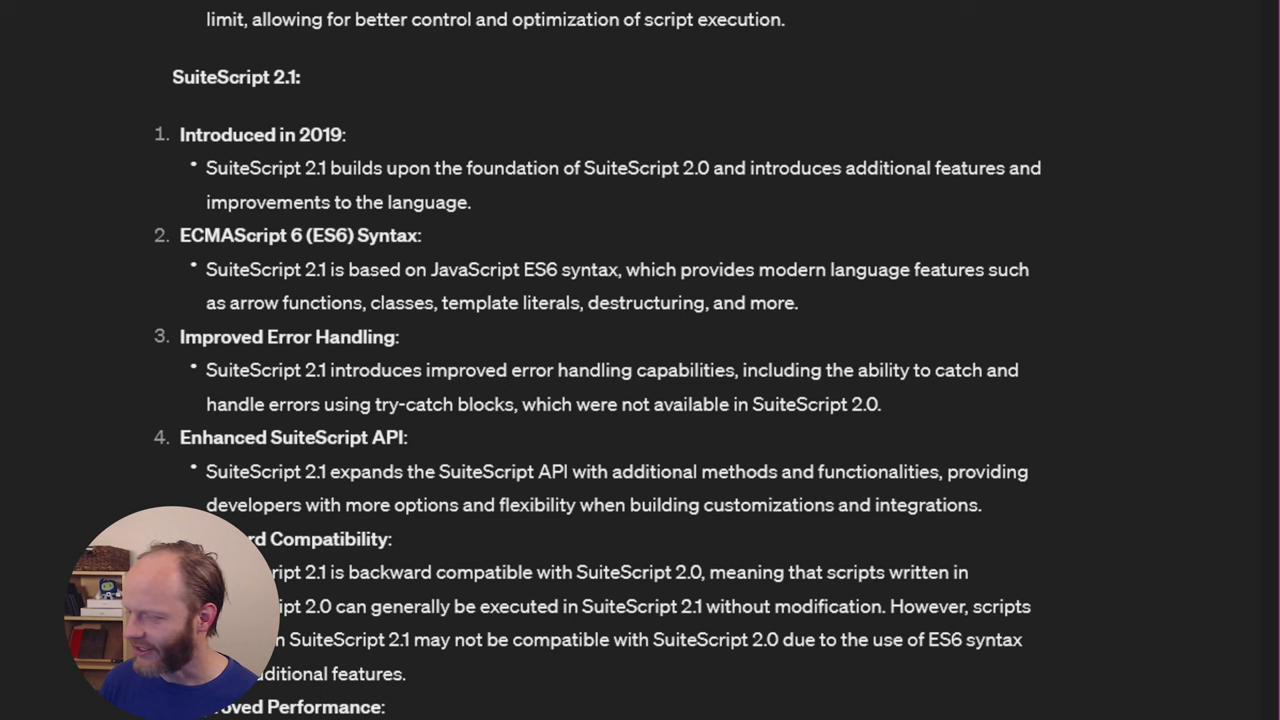 limit, allowing for better control and optimization of script execution.
SuiteScript 2.1:
1. Introduced in 2019:
• SuiteScript 2.1 builds upon the foundation of SuiteScript 2.0 and introduces additional features and
improvements to the language.
2. ECMAScript 6 (ES6) Syntax:
• SuiteScript 2.1 is based on JavaScript ES6 syntax, which provides modern language features such
as arrow functions, classes, template literals, destructuring, and more.
3. Improved Error Handling:
• SuiteScript 2.1 introduces improved error handling capabilities, including the ability to catch and
handle errors using try-catch blocks, which were not available in SuiteScript 2.0.
4. Enhanced SuiteScript API:
• SuiteScript 2.1 expands the SuiteScript API with additional methods and functionalities, providing
developers with more options and flexibility when building customizations and integrations.
Compatibility:
2.1 is backward compatible with SuiteScript 2.0, meaning that scripts written in
2.0 can generally be executed in SuiteScript 2.1 without modification. However, scripts
SuiteScript 2.1 may not be compatible with SuiteScript 2.0 due to the use of ES6 syntax
features.
Performance: